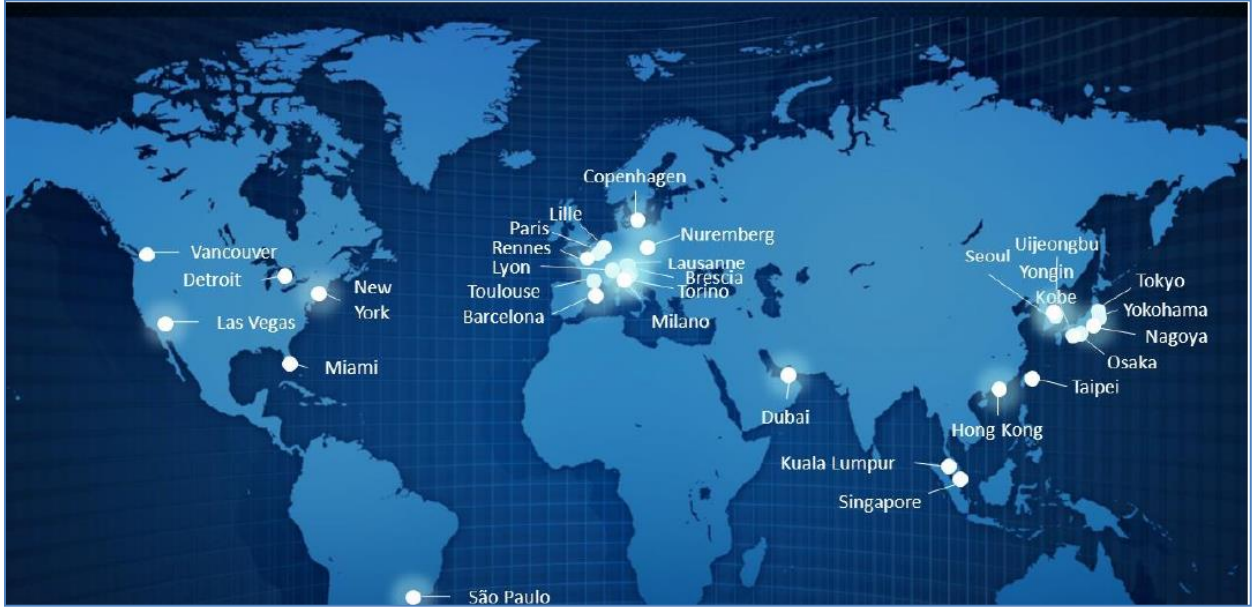 Copenhagen
Lille
Paris
Rennes
Lyon
Toulouse
Barcelona
Nuremberg
Lausanne
Brescia
Torino
Milano
Vancouver
Detroit
New
York
Las Vegas
Miami
São Paulo
Dubai
Seoul
Uijeongbu
Yongin
Kobe
Tokyo
Yokohama
Nagoya
Osaka
Taipei
Hong Kong
Kuala Lumpur
Singapore